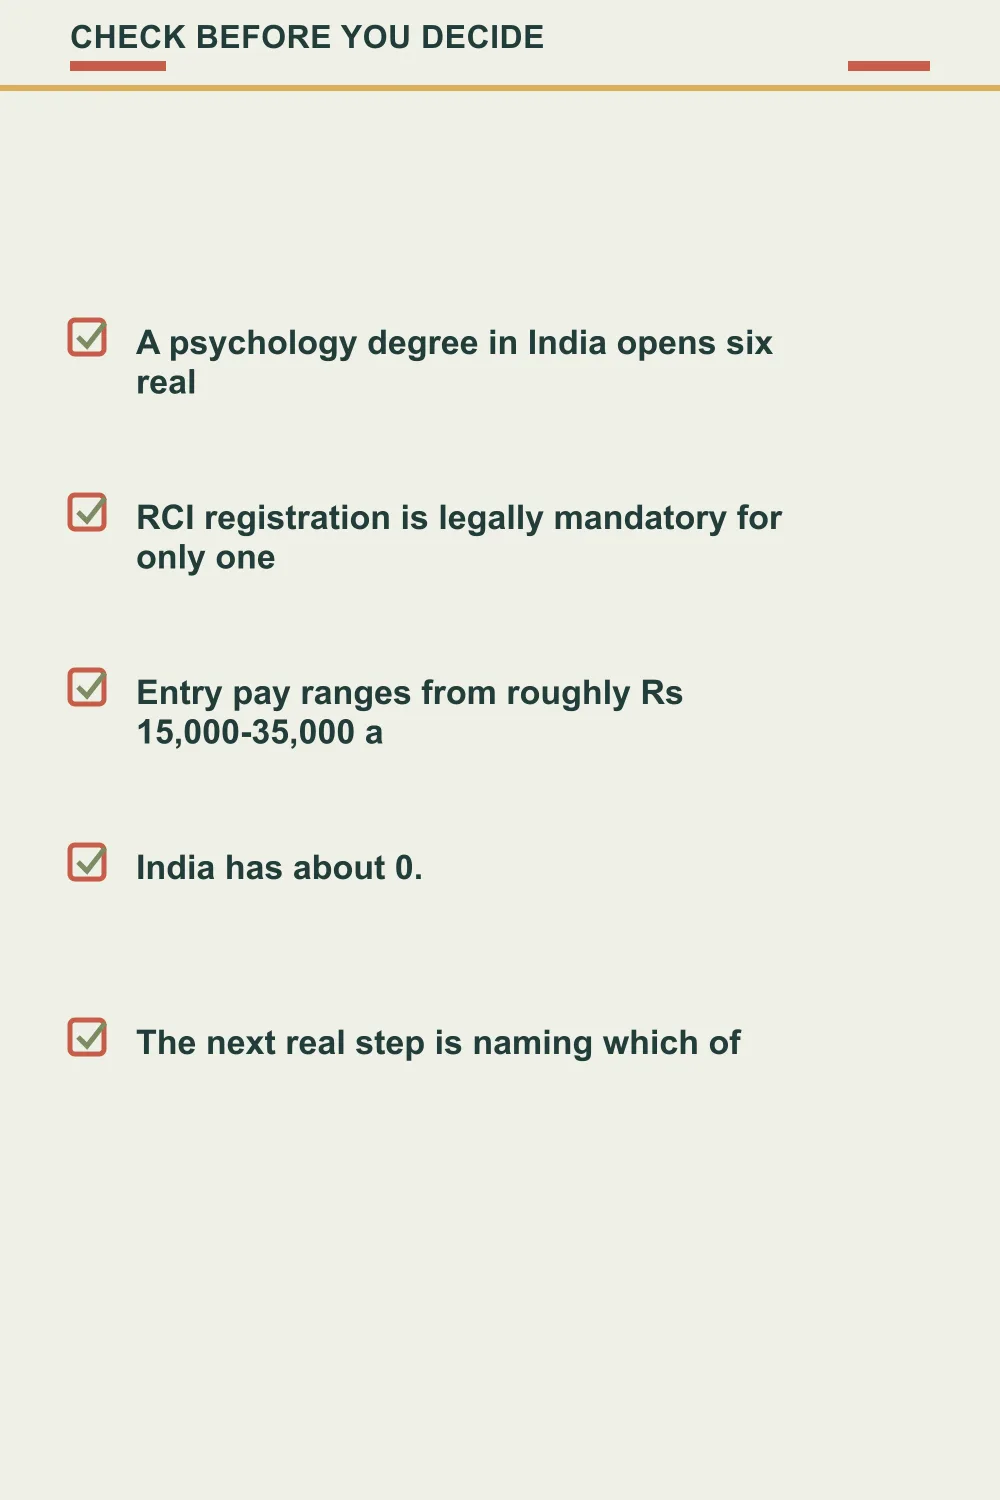 CHECK BEFORE YOU DECIDE
A psychology degree in India opens six
real
RCI registration is legally mandatory for
only one
Entry pay ranges from roughly Rs
15,000-35,000 a
India has about 0.
The next real step is naming which of